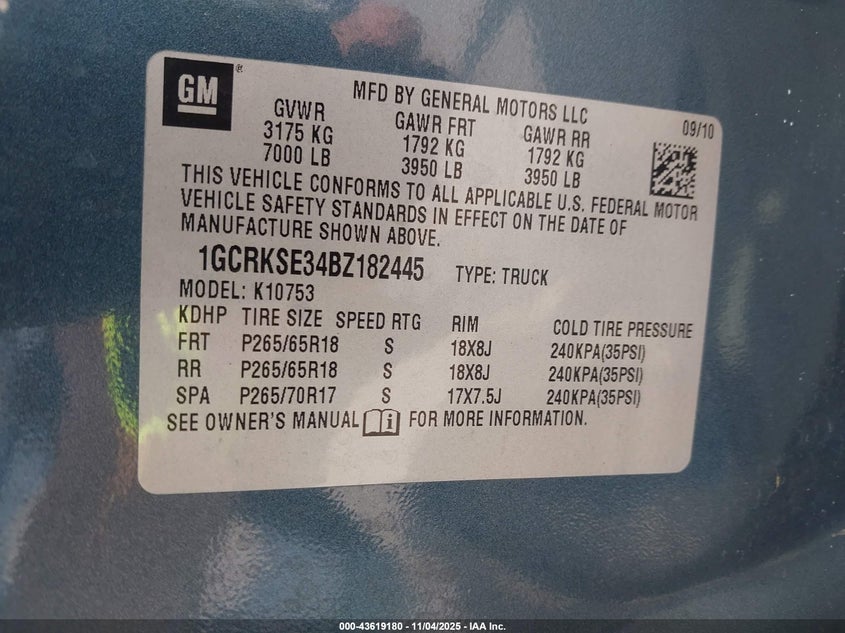 GM®
MFD BY GENERAL MOTORS LLC
09/10
GVWR GAWR FRT GAWR RR
3175 KG 1792 KG 1792 KG
7000 LB 3950 LB 3950 LB
THIS VEHICLE CONFORMS TO ALL APPLICABLE U.S. FEDERAL MOTOR
VEHICLE SAFETY STANDARDS IN EFFECT ON THE DATE OF
MANUFACTURE SHOWN ABOVE.
1GCRKSE34BZ182445 TYPE: TRUCK
MODEL: K10753
KDHP TIRE SIZE SPEED RTG RIM COLD TIRE PRESSURE
FRT P265/65R18 S 18X8J 240KPA(35PSI)
RR P265/65R18 S 18X8J 240KPA(35PSI)
SPA P265/70R17 S 17X7.5J 240KPA(35PSI)
SEE OWNER'S MANUAL FOR MORE INFORMATION.
000-43619180 - 11/04/2025 - IAA Inc.